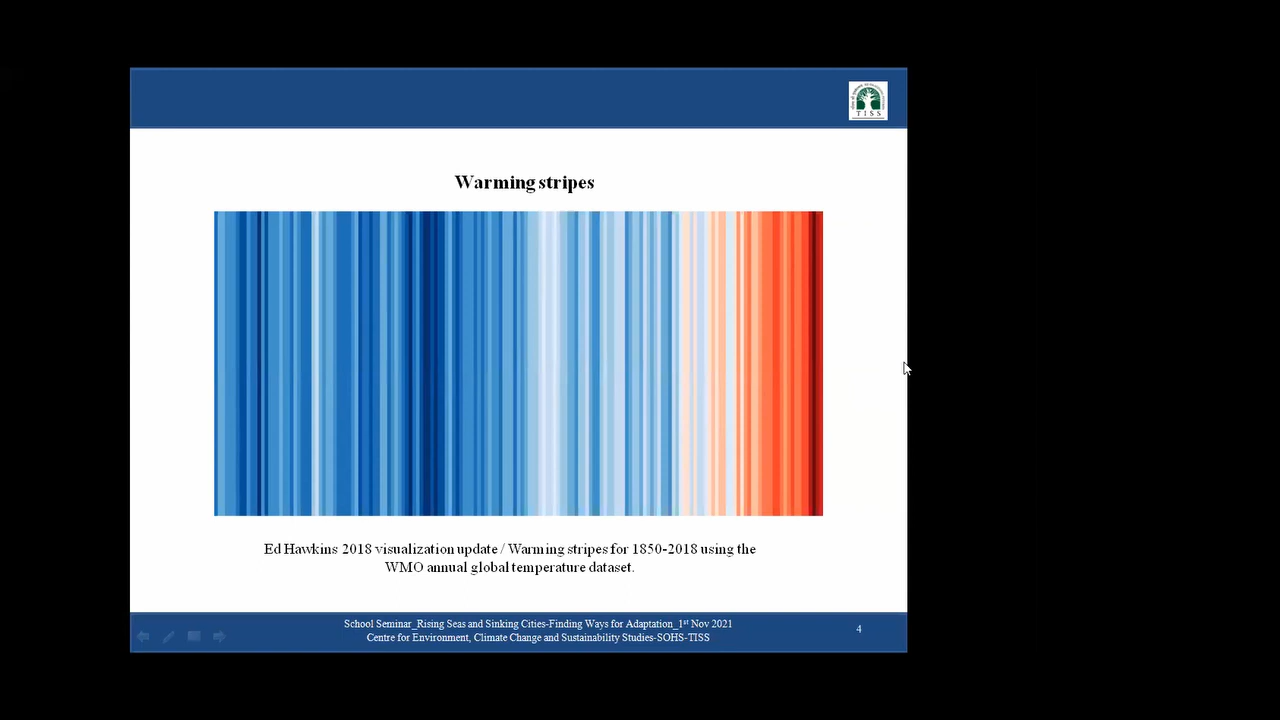 TISS
Warming stripes
Ed Hawkins 2018 visualization update / Warming stripes for 1850-2018 using the
WMO annual global temperature dataset.
School Seminar_Rising Seas and Sinking Cities-Finding Ways for Adaptation_1st Nov 2021
Centre for Environment, Climate Change and Sustainability Studies-SOHS-TISS
4